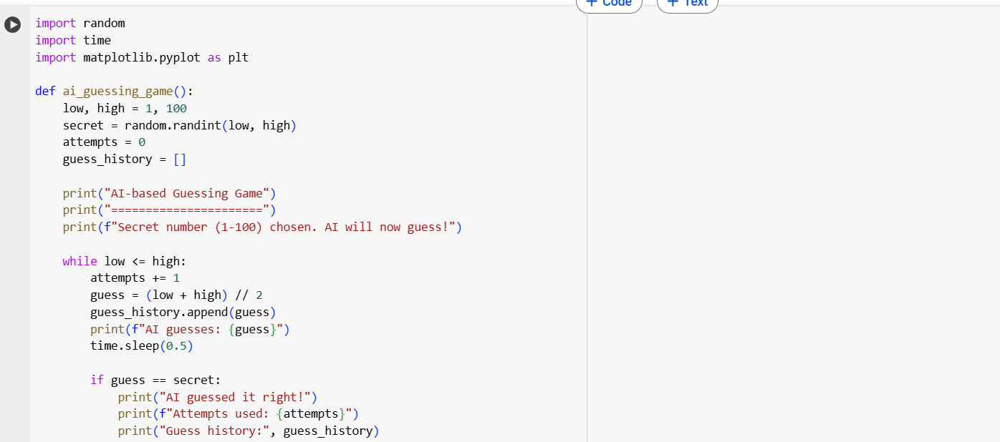 + Code + Text
import random
import time
import matplotlib.pyplot as plt
def ai_guessing_game():
    low, high = 1, 100
    secret = random.randint(low, high)
    attempts = 0
    guess_history = []
    print("AI-based Guessing Game")
    print("======================")
    print(f"Secret number (1-100) chosen. AI will now guess!")
    while low <= high:
        attempts += 1
        guess = (low + high) // 2
        guess_history.append(guess)
        print(f"AI guesses: {guess}")
        time.sleep(0.5)
        if guess == secret:
            print("AI guessed it right!")
            print(f"Attempts used: {attempts}")
            print("Guess history:", guess_history)